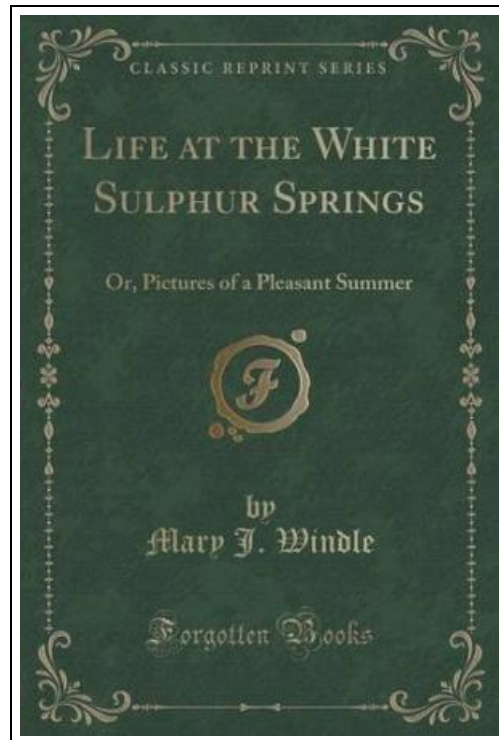 CLASSIC REPRINT SERIES
LIFE AT THE WHITE
SULPHUR SPRINGS
Or, Pictures of a Pleasant Summer
F
by
Mary J. Windle
Forgotten Books